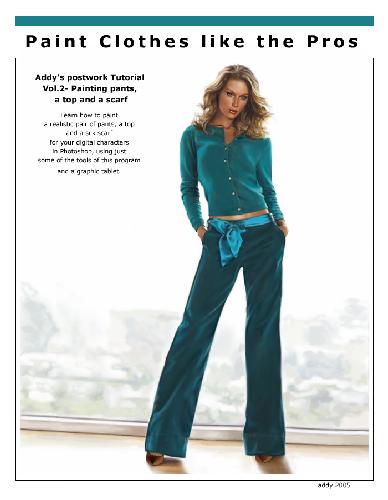 Paint Clothes like the Pros
Addy's postwork Tutorial
Vol.2- Painting pants,
a top and a scarf
Learn how to paint
a realistic pair of pants, a top
and a silk scarf
for your digital characters
in Photoshop, using just
some of the tools of this program
and a graphic tablet
addy 2005